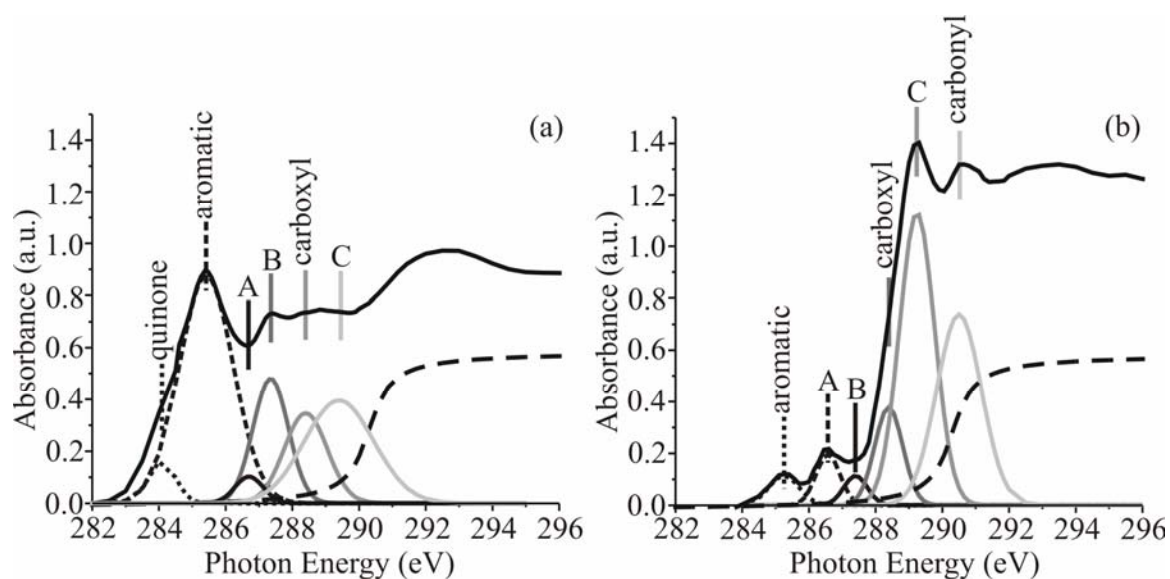 (a)
quinone
aromatic
A
B
carboxyl
C
Absorbance (a.u.)
1.4
1.2
1.0
0.8
0.6
0.4
0.2
0.0
282 284 286 288 290 292 294 296
Photon Energy (eV)
(b)
aromatic
A
B
carboxyl
C
carbonyl
Absorbance (a.u.)
1.4
1.2
1.0
0.8
0.6
0.4
0.2
0.0
282 284 286 288 290 292 294 296
Photon Energy (eV)